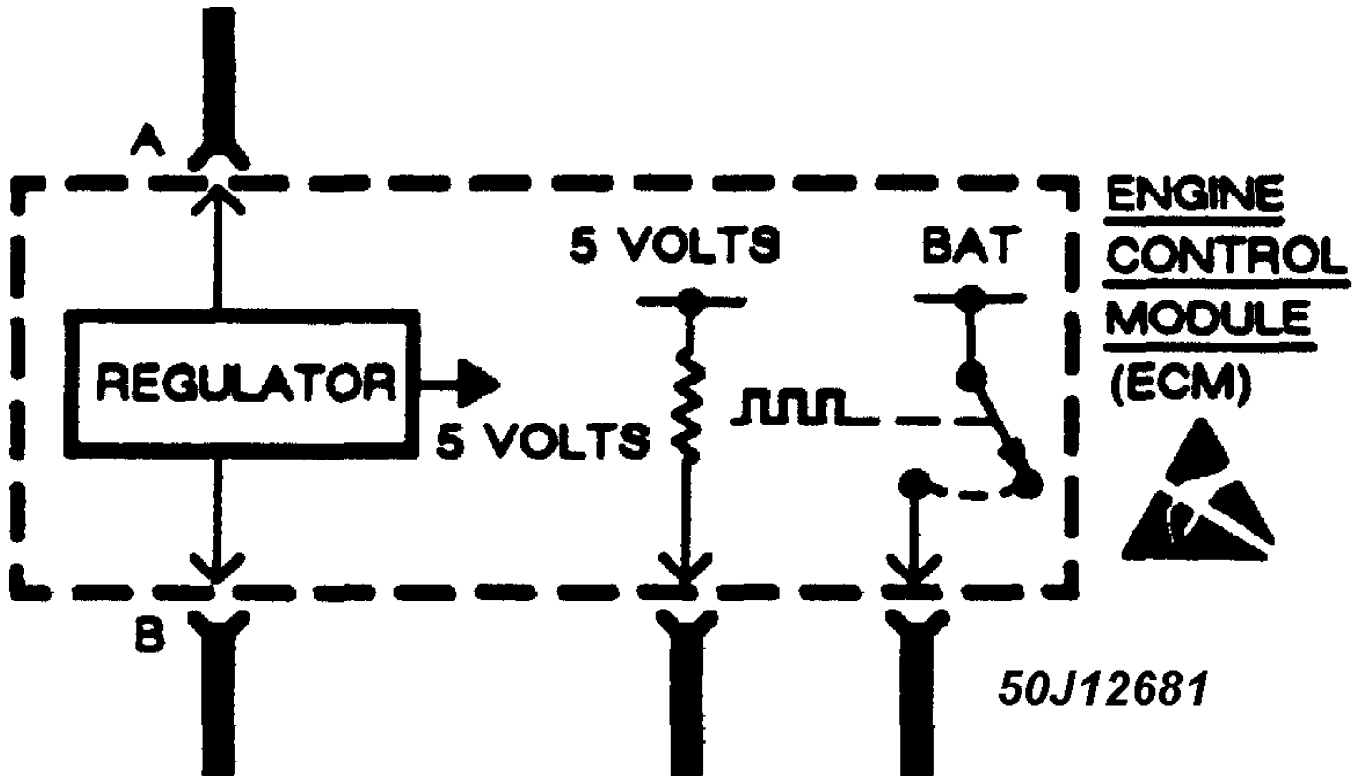 A
5 VOLTS
BAT
ENGINE
CONTROL
MODULE
(ECM)
REGULATOR
5 VOLTS
B
50J12681